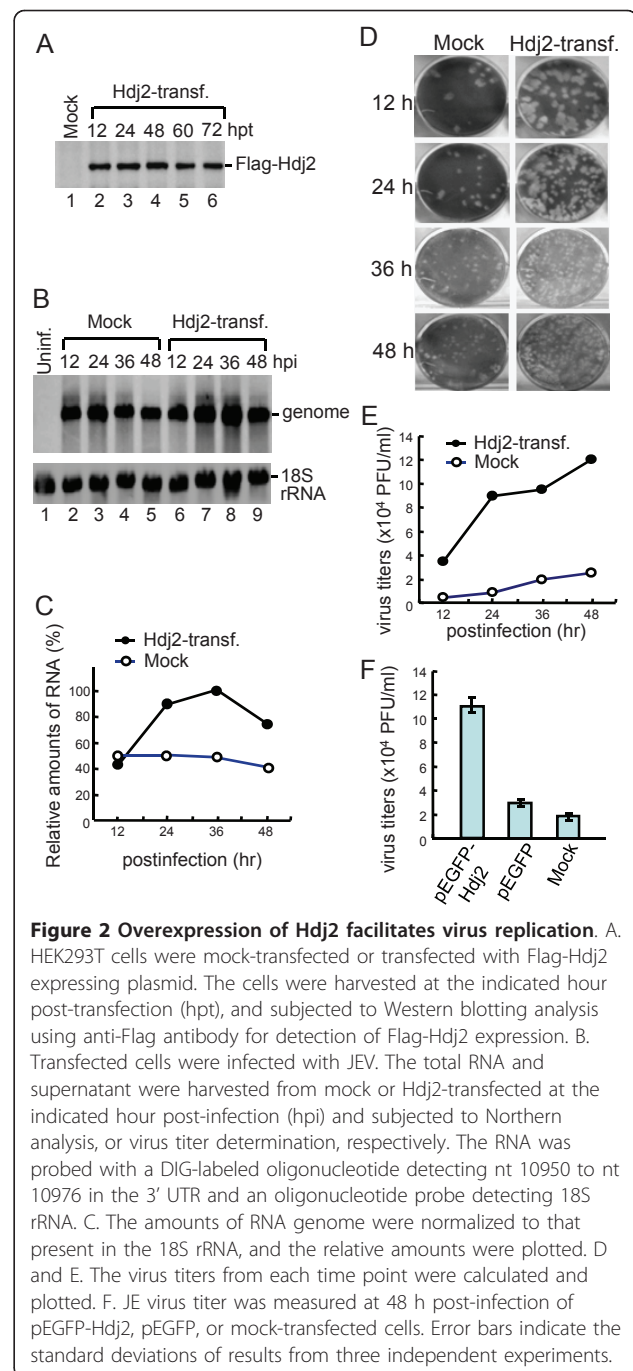 A
Mock
Hdj2-transf.
12 24 48 60 72 hpt
Flag-Hdj2
1 2 3 4 5 6
B
Uninf.
Mock Hdj2-transf.
12 24 36 48 12 24 36 48 hpi
genome
18S
rRNA
1 2 3 4 5 6 7 8 9
C
Relative amounts of RNA (%)
Hdj2-transf.
Mock
100
80
60
40
20
0
12 24 36 48
postinfection (hr)
D
Mock Hdj2-transf.
12 h
24 h
36 h
48 h
E
virus titers (x10⁴ PFU/ml)
14
12
10
8
6
4
2
0
Hdj2-transf.
Mock
12 24 36 48
postinfection (hr)
F
virus titers (x10⁴ PFU/ml)
14
12
10
8
6
4
2
0
pEGFP-
Hdj2
pEGFP
Mock
Figure 2 Overexpression of Hdj2 facilitates virus replication. A.
HEK293T cells were mock-transfected or transfected with Flag-Hdj2
expressing plasmid. The cells were harvested at the indicated hour
post-transfection (hpt), and subjected to Western blotting analysis
using anti-Flag antibody for detection of Flag-Hdj2 expression. B.
Transfected cells were infected with JEV. The total RNA and
supernatant were harvested from mock or Hdj2-transfected at the
indicated hour post-infection (hpi) and subjected to Northern
analysis, or virus titer determination, respectively. The RNA was
probed with a DIG-labeled oligonucleotide detecting nt 10950 to nt
10976 in the 3’ UTR and an oligonucleotide probe detecting 18S
rRNA. C. The amounts of RNA genome were normalized to that
present in the 18S rRNA, and the relative amounts were plotted. D
and E. The virus titers from each time point were calculated and
plotted. F. JE virus titer was measured at 48 h post-infection of
pEGFP-Hdj2, pEGFP, or mock-transfected cells. Error bars indicate the
standard deviations of results from three independent experiments.